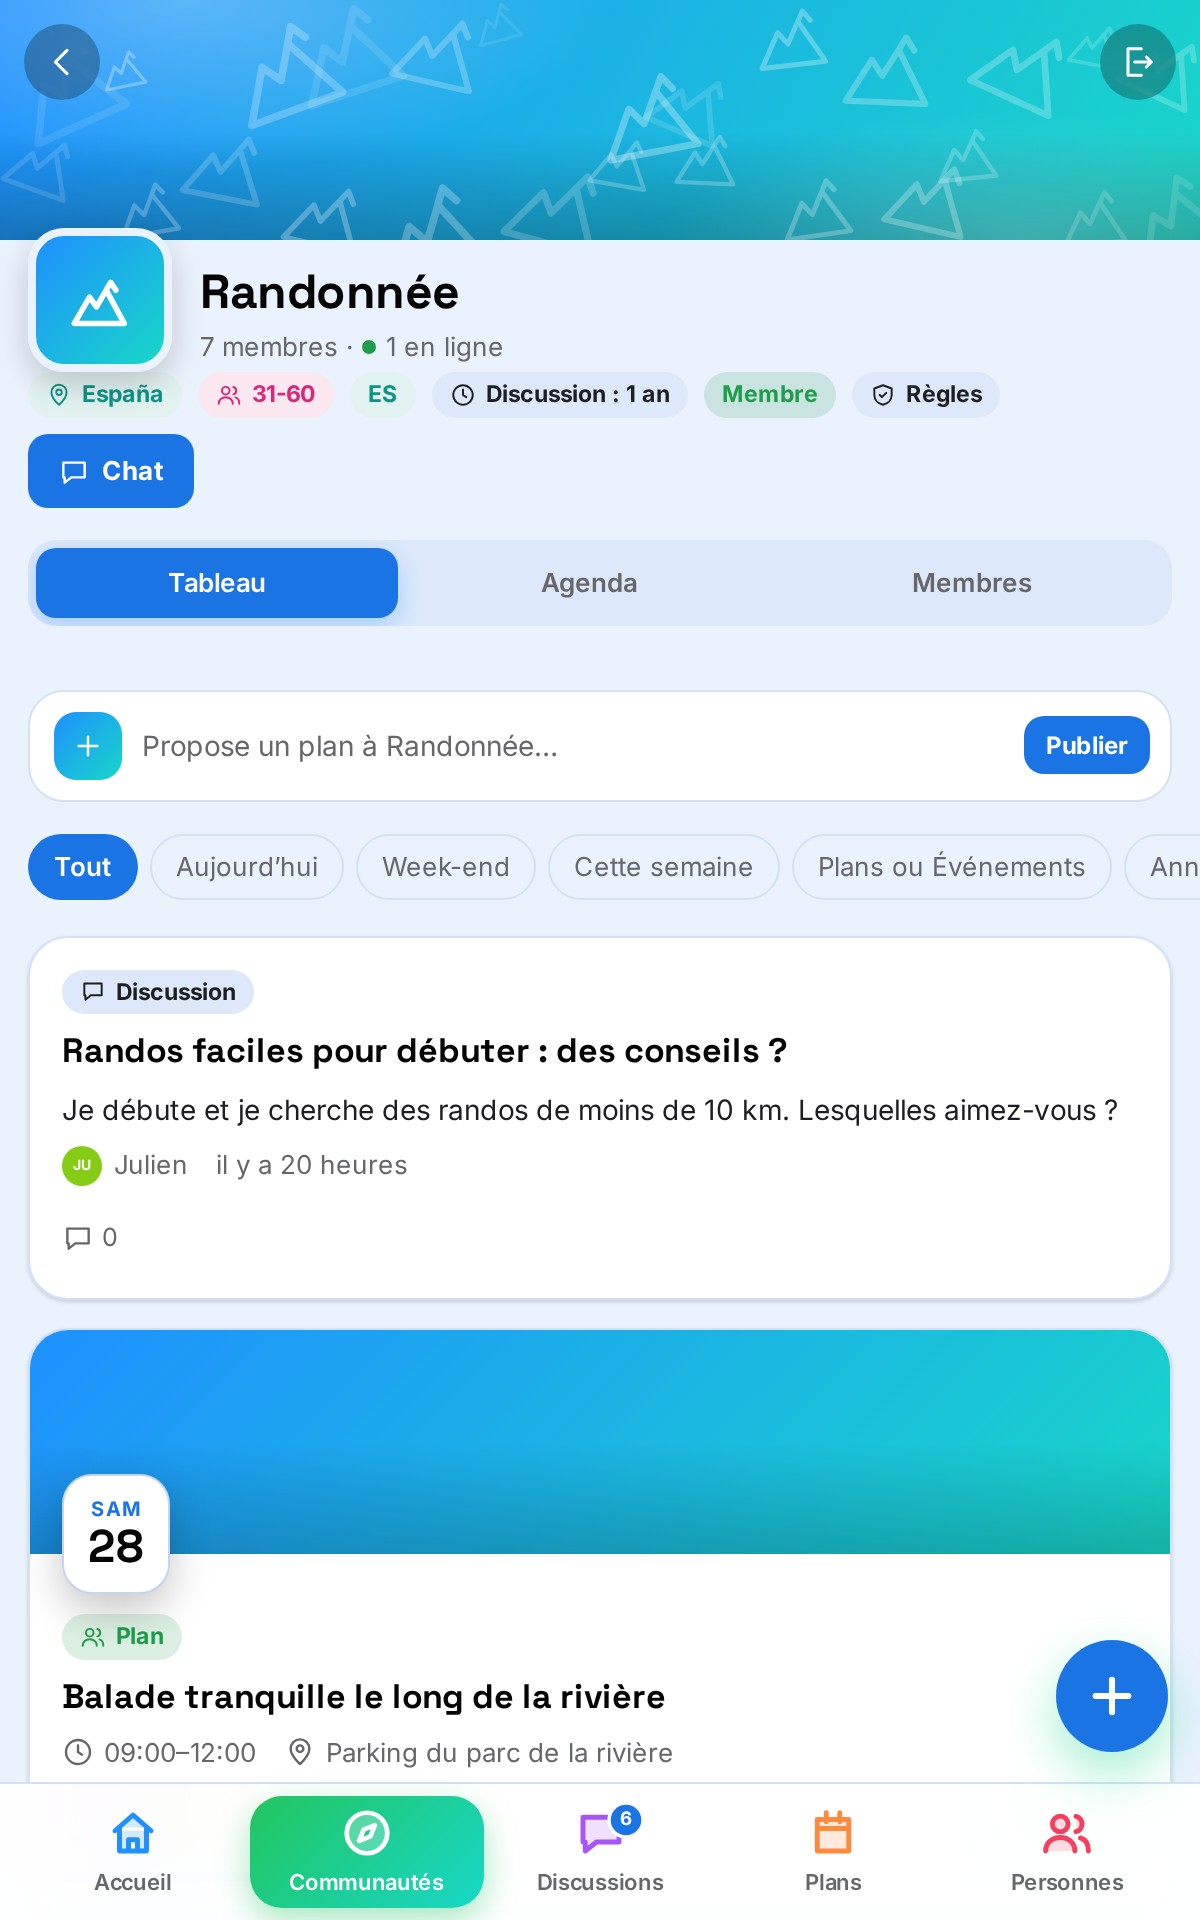 Randonnée
7 membres · 1 en ligne
España 31-60 ES Discussion : 1 an Membre Règles
Chat
Tableau Agenda Membres
Propose un plan à Randonnée... Publier
Tout Aujourd’hui Week-end Cette semaine Plans ou Événements Ann
Discussion
Randos faciles pour débuter : des conseils ?
Je débute et je cherche des randos de moins de 10 km. Lesquelles aimez-vous ?
JU Julien il y a 20 heures
0
SAM
28
Plan
Balade tranquille le long de la rivière
09:00–12:00 Parking du parc de la rivière
6
Accueil Communautés Discussions Plans Personnes